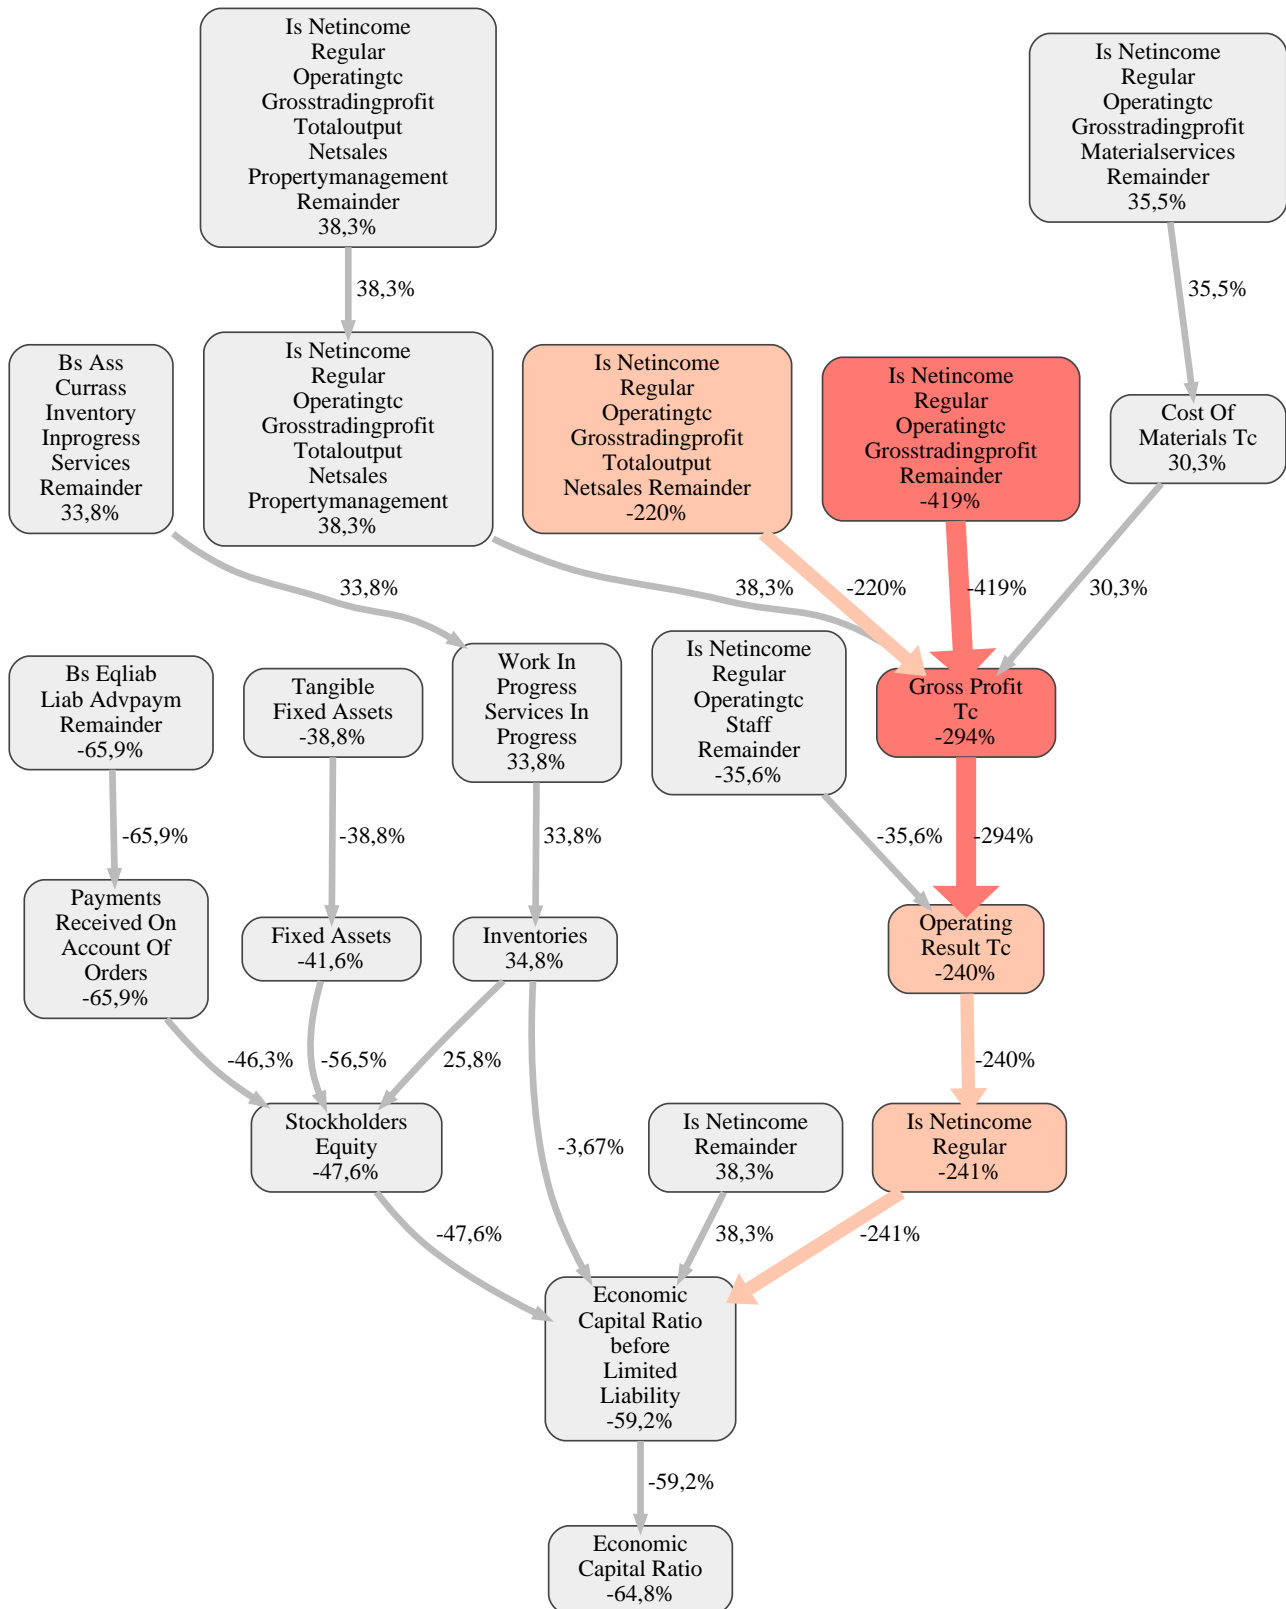 Is Netincome
Regular
Operatingtc
Grosstradingprofit
Totaloutput
Netsales
Propertymanagement
Remainder
38,3%
Is Netincome
Regular
Operatingtc
Grosstradingprofit
Materialservices
Remainder
35,5%
38,3%
35,5%
Bs Ass
Currass
Inventory
Inprogress
Services
Remainder
33,8%
Is Netincome
Regular
Operatingtc
Grosstradingprofit
Totaloutput
Netsales
Propertymanagement
38,3%
Is Netincome
Regular
Operatingtc
Grosstradingprofit
Totaloutput
Netsales Remainder
-220%
Is Netincome
Regular
Operatingtc
Grosstradingprofit
Remainder
-419%
Cost Of
Materials Tc
30,3%
33,8%
38,3%
-220%
-419%
30,3%
Bs Eqliab
Liab Advpaym
Remainder
-65,9%
Tangible
Fixed Assets
-38,8%
Work In
Progress
Services In
Progress
33,8%
Is Netincome
Regular
Operatingtc
Staff
Remainder
-35,6%
Gross Profit
Tc
-294%
-65,9%
-38,8%
33,8%
-35,6%
-294%
Payments
Received On
Account Of
Orders
-65,9%
Fixed Assets
-41,6%
Inventories
34,8%
Operating
Result Tc
-240%
-46,3%
-56,5%
25,8%
-240%
Stockholders
Equity
-47,6%
-3,67%
Is Netincome
Remainder
38,3%
Is Netincome
Regular
-241%
-47,6%
38,3%
-241%
Economic
Capital Ratio
before
Limited
Liability
-59,2%
-59,2%
Economic
Capital Ratio
-64,8%